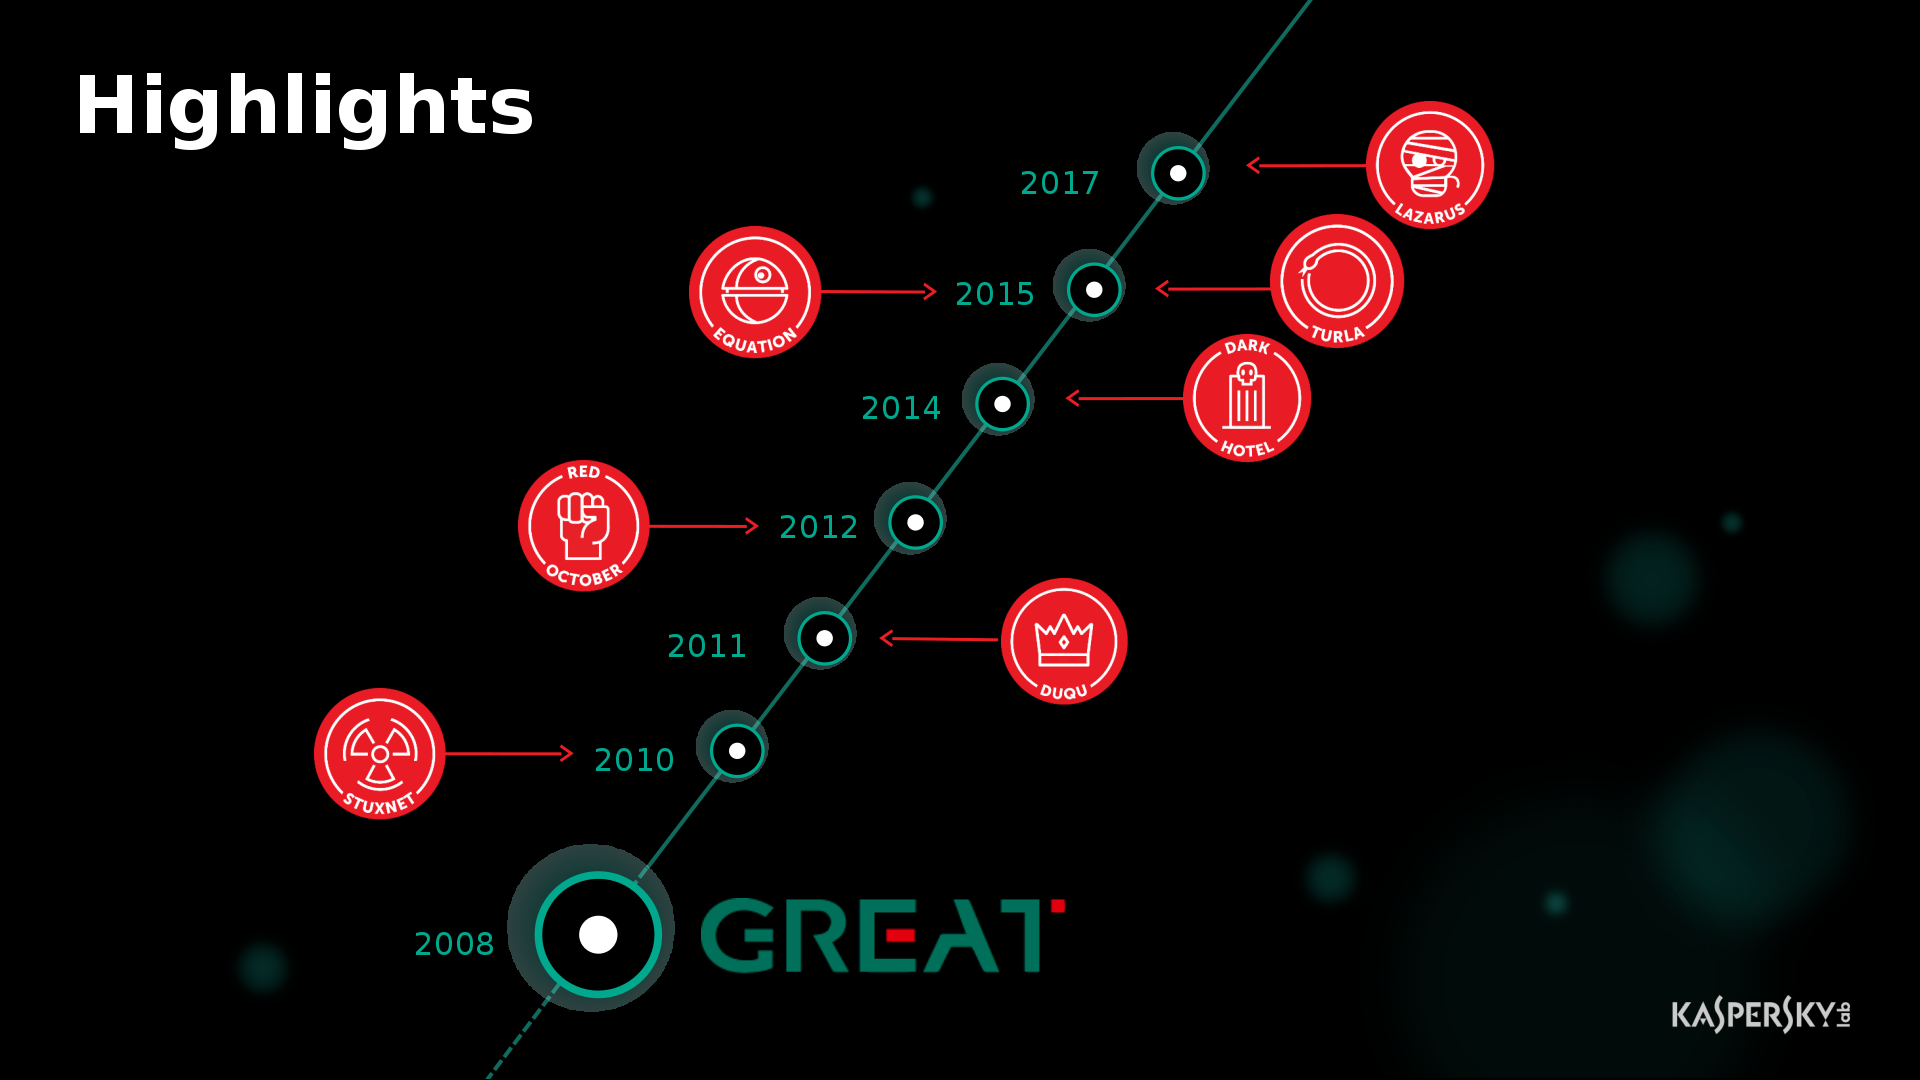 Highlights
2017
LAZARUS
EQUATION
2015
TURLA
2014
DARK
HOTEL
RED
OCTOBER
2012
2011
DUQU
STUXNET
2010
2008
GREAT
KASPERSKY lab